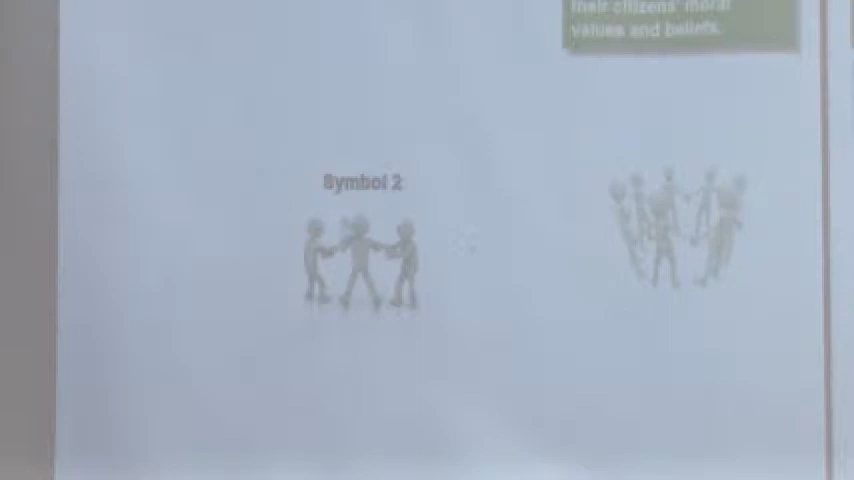 their citizens' moral
values and beliefs.
Symbol 2